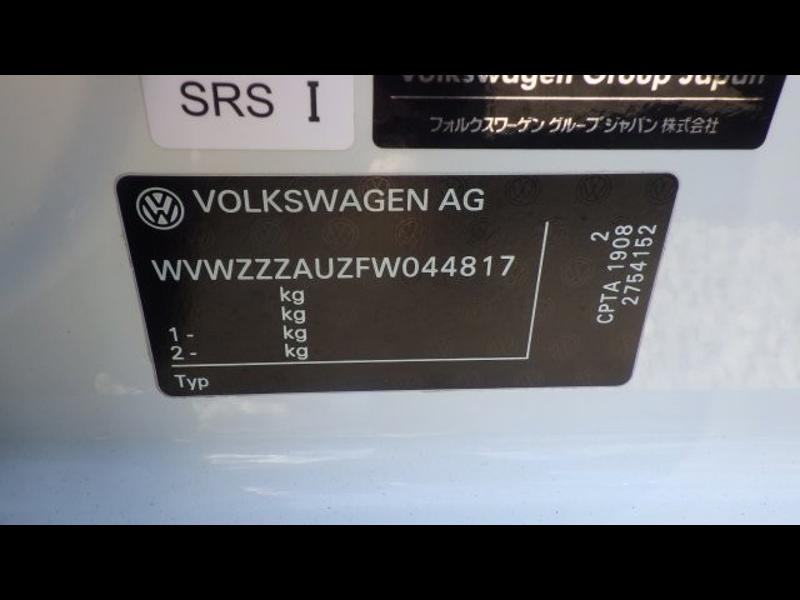 Volkswagen Group Japan
フォルクスワーゲン グループ ジャパン 株式会社
SRS I
VOLKSWAGEN AG
WVWZZZAUZFW044817
kg
kg
1 - kg
2 - kg
Typ
2
CPTA 1908
2754152